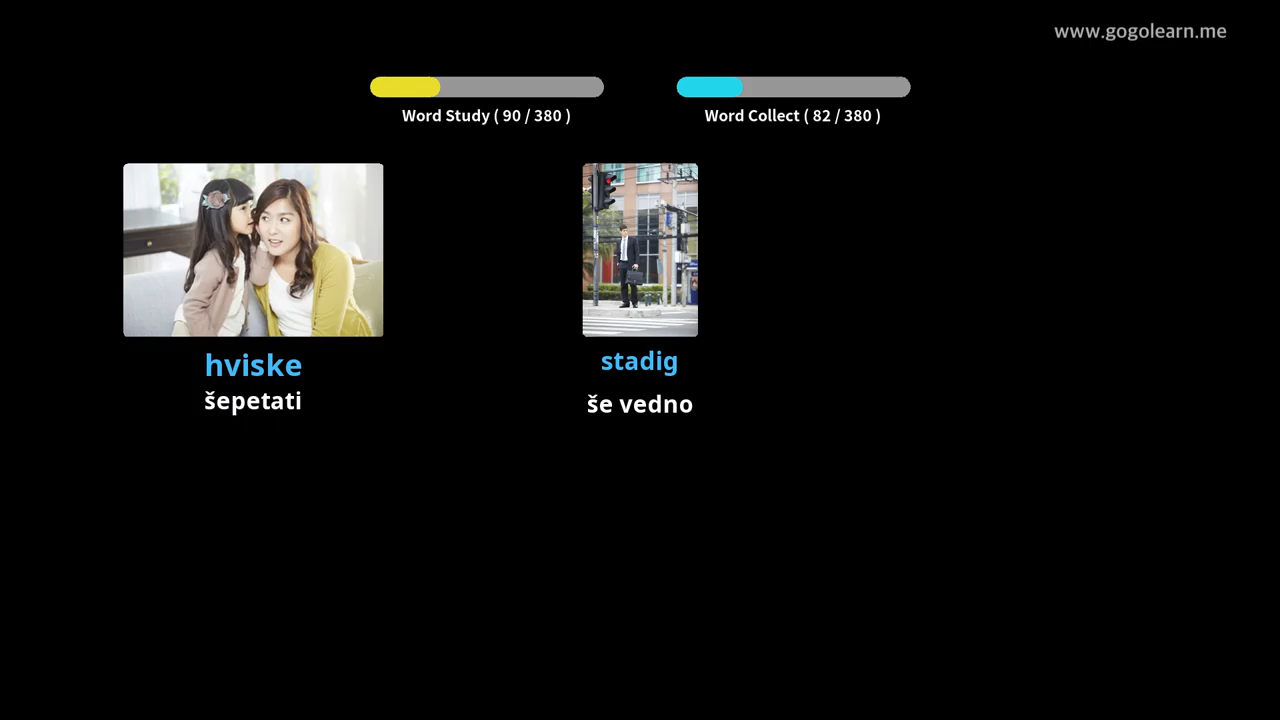 www.gogolearn.me
Word Study ( 90 / 380 )
Word Collect ( 82 / 380 )
hviske
šepetati
stadig
še vedno